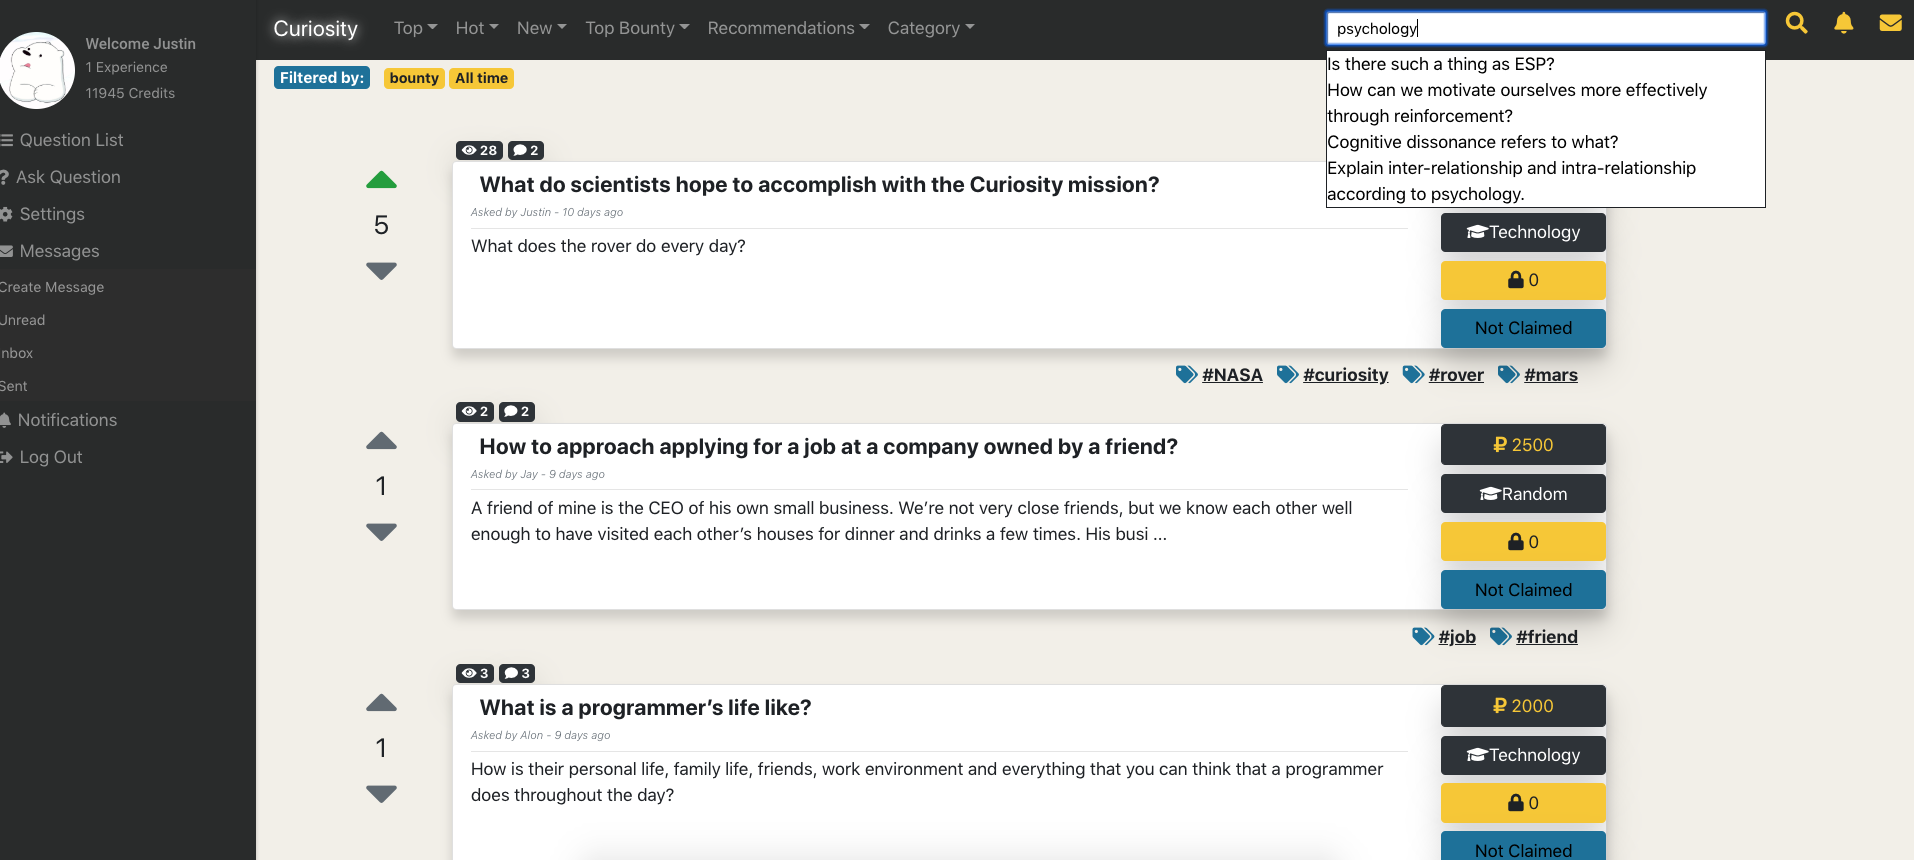 Welcome Justin
1 Experience
11945 Credits
Question List
Ask Question
Settings
Messages
Create Message
Unread
Inbox
Sent
Notifications
Log Out
Curiosity Top Hot New Top Bounty Recommendations Category
psychology
Is there such a thing as ESP?
How can we motivate ourselves more effectively
through reinforcement?
Cognitive dissonance refers to what?
Explain inter-relationship and intra-relationship
according to psychology.
Filtered by: bounty All time
28 2
5
What do scientists hope to accomplish with the Curiosity mission?
Asked by Justin - 10 days ago
What does the rover do every day?
Technology
0
Not Claimed
#NASA #curiosity #rover #mars
2 2
1
How to approach applying for a job at a company owned by a friend?
Asked by Jay - 9 days ago
A friend of mine is the CEO of his own small business. We’re not very close friends, but we know each other well
enough to have visited each other’s houses for dinner and drinks a few times. His busi ...
₽ 2500
Random
0
Not Claimed
#job #friend
3 3
1
What is a programmer’s life like?
Asked by Alon - 9 days ago
How is their personal life, family life, friends, work environment and everything that you can think that a programmer
does throughout the day?
₽ 2000
Technology
0
Not Claimed